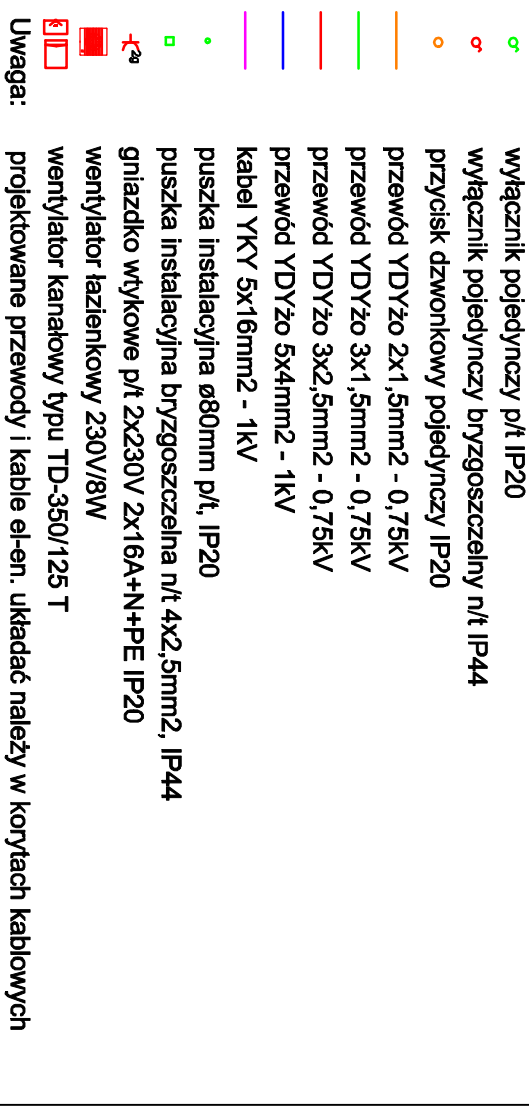 wyłącznik pojedynczy p/t IP20
wyłącznik pojedynczy bryzgoszczelny n/t IP44
przycisk dzwonkowy pojedynczy IP20
przewód YDYżo 2x1,5mm2 - 0,75kV
przewód YDYżo 3x1,5mm2 - 0,75kV
przewód YDYżo 3x2,5mm2 - 0,75kV
przewód YDYżo 5x4mm2 - 1kV
kabel YKY 5x16mm2 - 1kV
puszka instalacyjna ø80mm p/t, IP20
puszka instalacyjna bryzgoszczelna n/t 4x2,5mm2, IP44
2g gniazdko wtykowe p/t 2x230V 2x16A+N+PE IP20
wentylator łazienkowy 230V/8W
wentylator kanałowy typu TD-350/125 T
Uwaga: projektowane przewody i kable el-en. układać należy w korytach kablowych